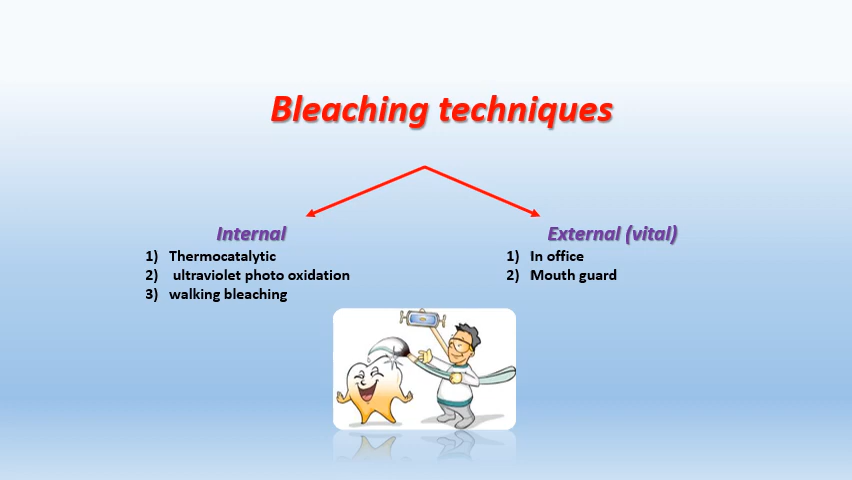 Bleaching techniques
Internal
1) Thermocatalytic
2) ultraviolet photo oxidation
3) walking bleaching
External (vital)
1) In office
2) Mouth guard